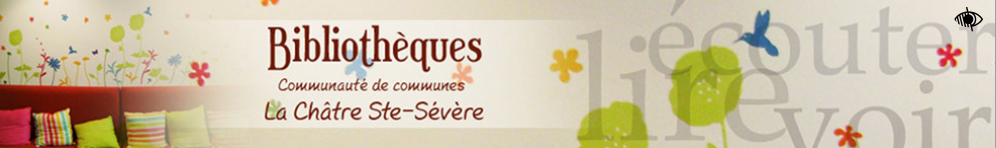 Bibliothèques
Communauté de communes
La Châtre Ste-Sévère
écouter
lire
voir